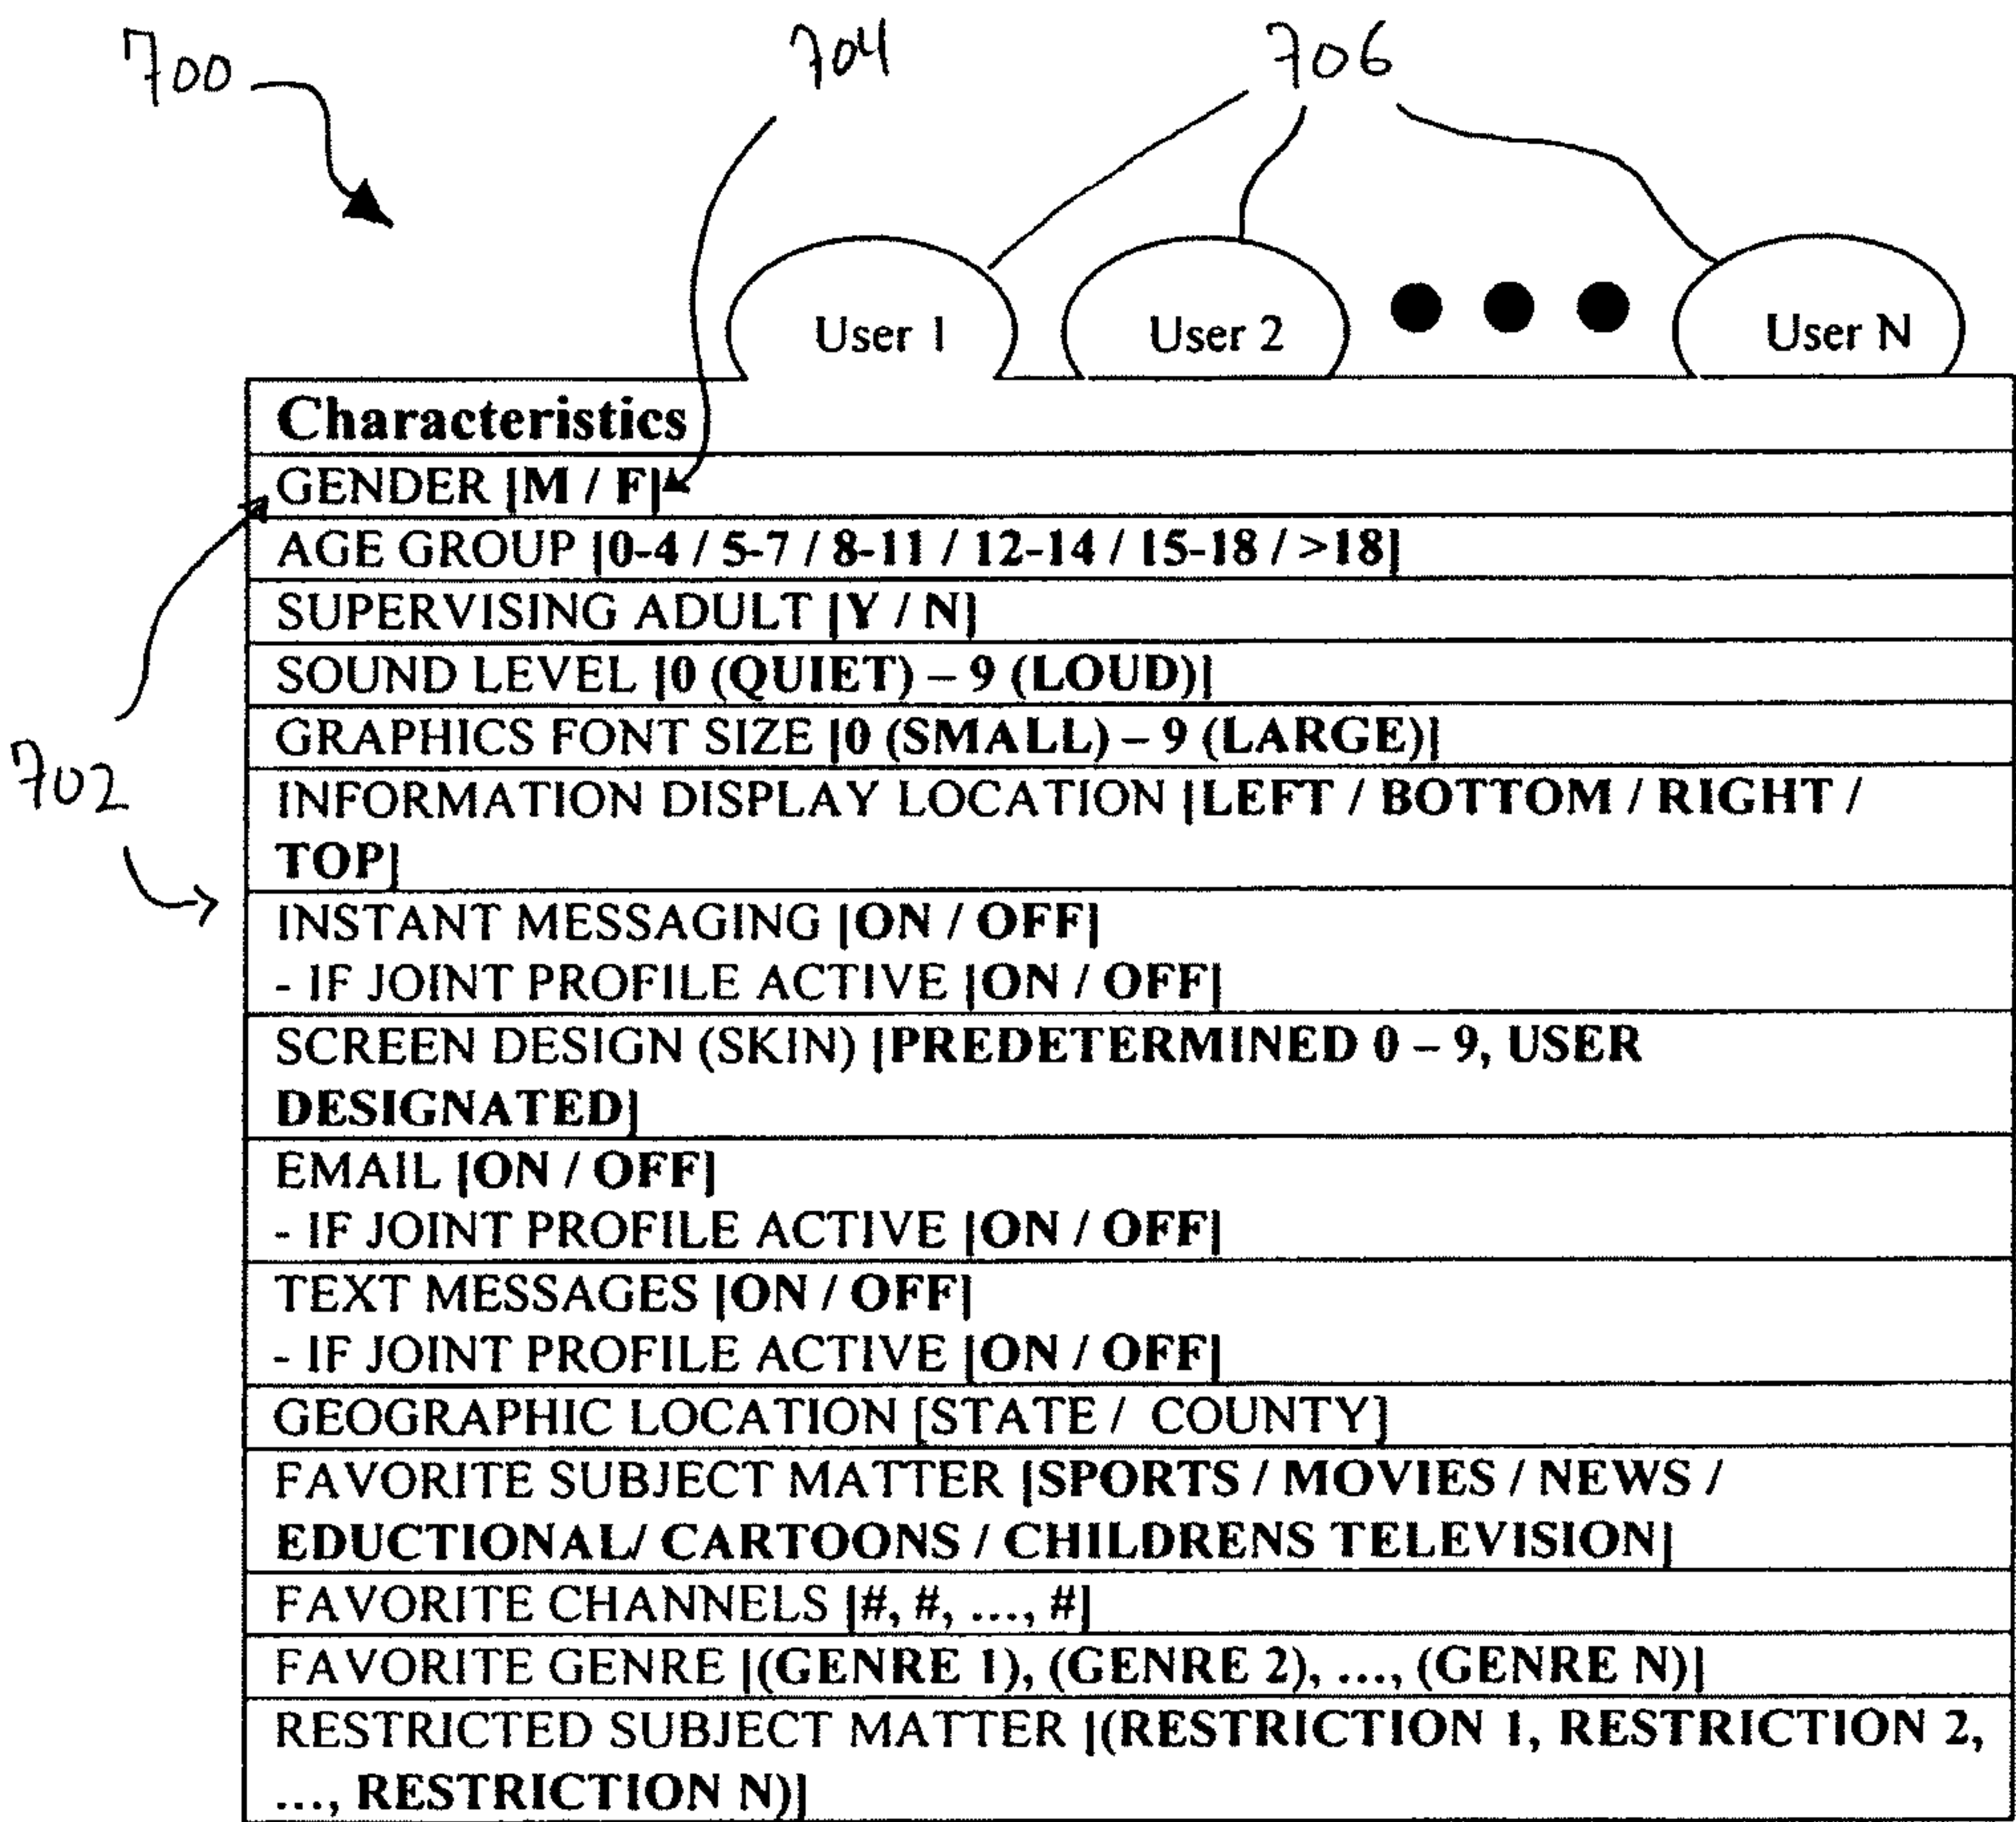 700
704
706
User 1
User 2
User N
Characteristics
GENDER [M / F]
AGE GROUP [0-4 / 5-7 / 8-11 / 12-14 / 15-18 / >18]
SUPERVISING ADULT [Y / N]
SOUND LEVEL [0 (QUIET) – 9 (LOUD)]
GRAPHICS FONT SIZE [0 (SMALL) – 9 (LARGE)]
702
INFORMATION DISPLAY LOCATION [LEFT / BOTTOM / RIGHT /
TOP]
INSTANT MESSAGING [ON / OFF]
- IF JOINT PROFILE ACTIVE [ON / OFF]
SCREEN DESIGN (SKIN) [PREDETERMINED 0 – 9, USER
DESIGNATED]
EMAIL [ON / OFF]
- IF JOINT PROFILE ACTIVE [ON / OFF]
TEXT MESSAGES [ON / OFF]
- IF JOINT PROFILE ACTIVE [ON / OFF]
GEOGRAPHIC LOCATION [STATE / COUNTY]
FAVORITE SUBJECT MATTER [SPORTS / MOVIES / NEWS /
EDUCTIONAL/ CARTOONS / CHILDRENS TELEVISION]
FAVORITE CHANNELS [#, #, ..., #]
FAVORITE GENRE [(GENRE 1), (GENRE 2), ..., (GENRE N)]
RESTRICTED SUBJECT MATTER [(RESTRICTION 1, RESTRICTION 2,
..., RESTRICTION N)]